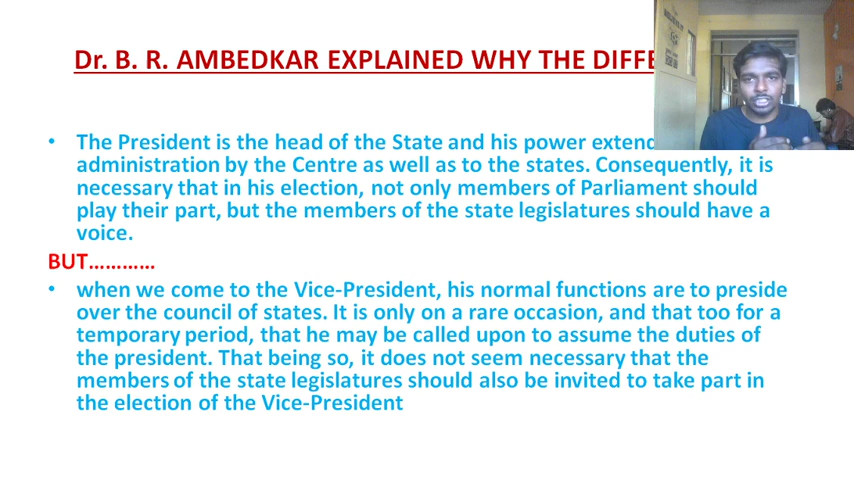 Dr. B. R. AMBEDKAR EXPLAINED WHY THE
• The President is the head of the State and his power
administration by the Centre as well as to the states. Consequently, it is
necessary that in his election, not only members of Parliament should
play their part, but the members of the state legislatures should have a
voice.
BUT…………
• when we come to the Vice-President, his normal functions are to preside
over the council of states. It is only on a rare occasion, and that too for a
temporary period, that he may be called upon to assume the duties of
the president. That being so, it does not seem necessary that the
members of the state legislatures should also be invited to take part in
the election of the Vice-President